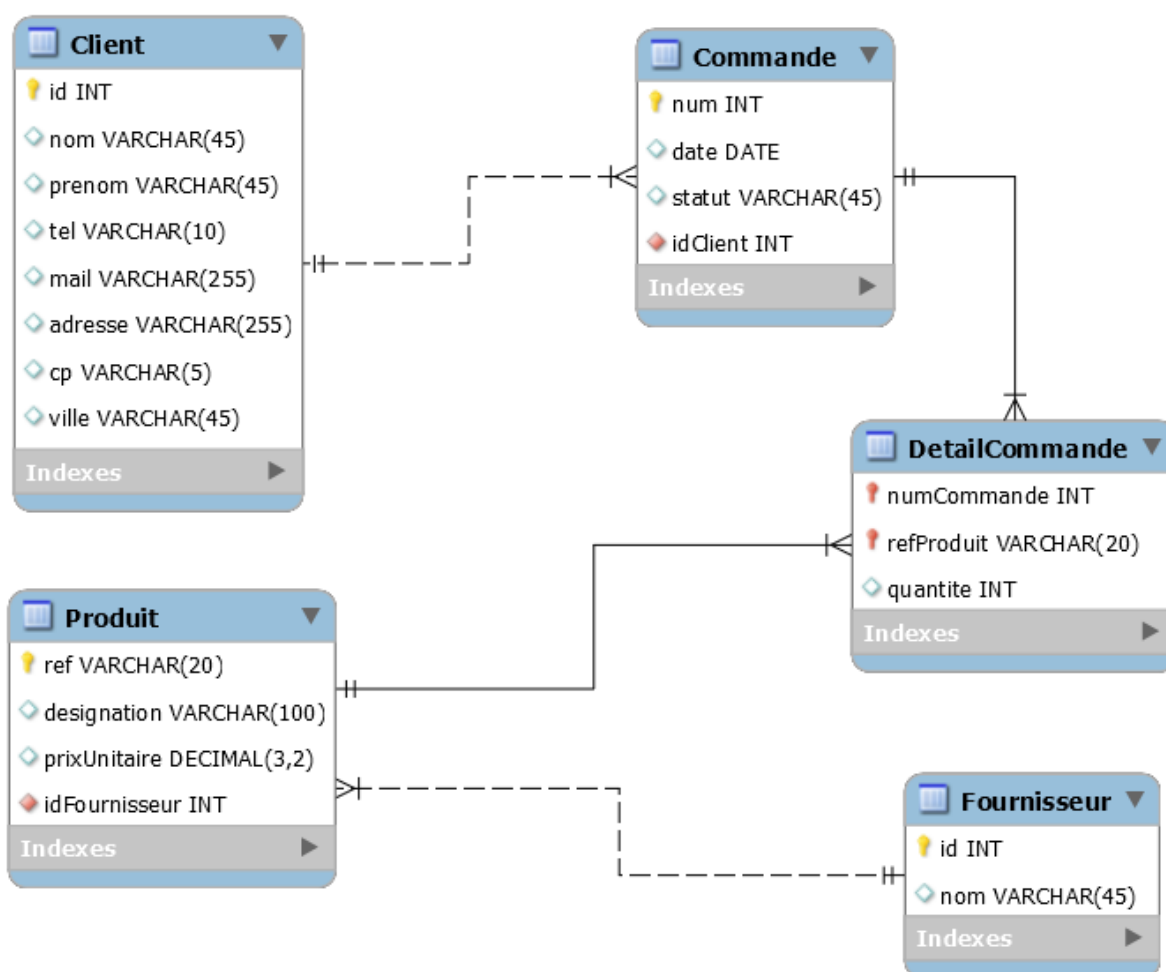 Client
id INT
nom VARCHAR(45)
prenom VARCHAR(45)
tel VARCHAR(10)
mail VARCHAR(255)
adresse VARCHAR(255)
cp VARCHAR(5)
ville VARCHAR(45)
Indexes
Commande
num INT
date DATE
statut VARCHAR(45)
idClient INT
Indexes
DetailCommande
numCommande INT
refProduit VARCHAR(20)
quantite INT
Indexes
Produit
ref VARCHAR(20)
designation VARCHAR(100)
prixUnitaire DECIMAL(3,2)
idFournisseur INT
Indexes
Fournisseur
id INT
nom VARCHAR(45)
Indexes